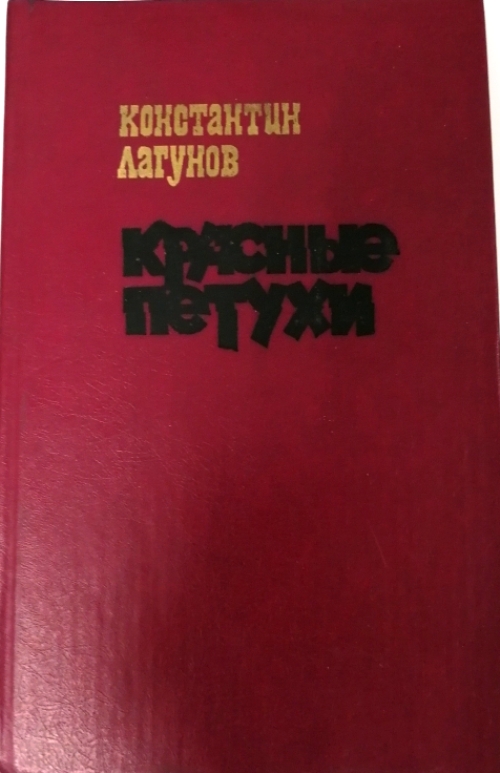 Константин
Лагунов
Красные
петухи